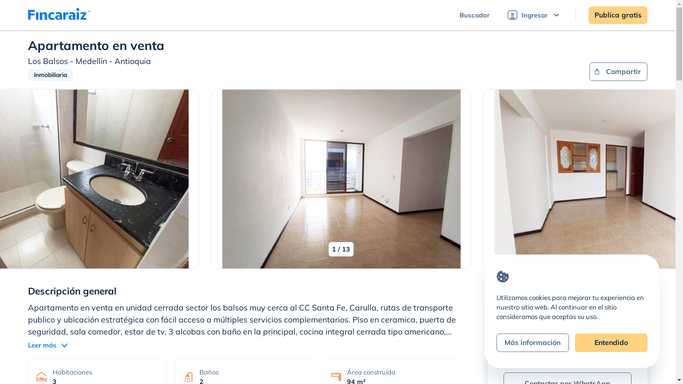 Fincaraiz
Buscador
Ingresar
Publica gratis
Apartamento en venta
Los Balsos - Medellín - Antioquia
Inmobiliaria
Compartir
1 / 13
Descripción general
Apartamento en venta en unidad cerrada sector los balsos muy cerca al CC Santa Fe, Carulla, rutas de transporte
publico y ubicación estratégica con fácil acceso a múltiples servicios complementarios. Piso en ceramica, puerta de
seguridad, sala comedor, estar de tv, 3 alcobas con baño en la principal, cocina integral cerrada tipo americano,...
Leer más
Habitaciones
3
Baños
2
Área construida
94 m²
Utilizamos cookies para mejorar tu experiencia en
nuestro sitio web. Al continuar en el sitio
consideramos que aceptas su uso.
Más información
Entendido
Contactar por WhatsApp